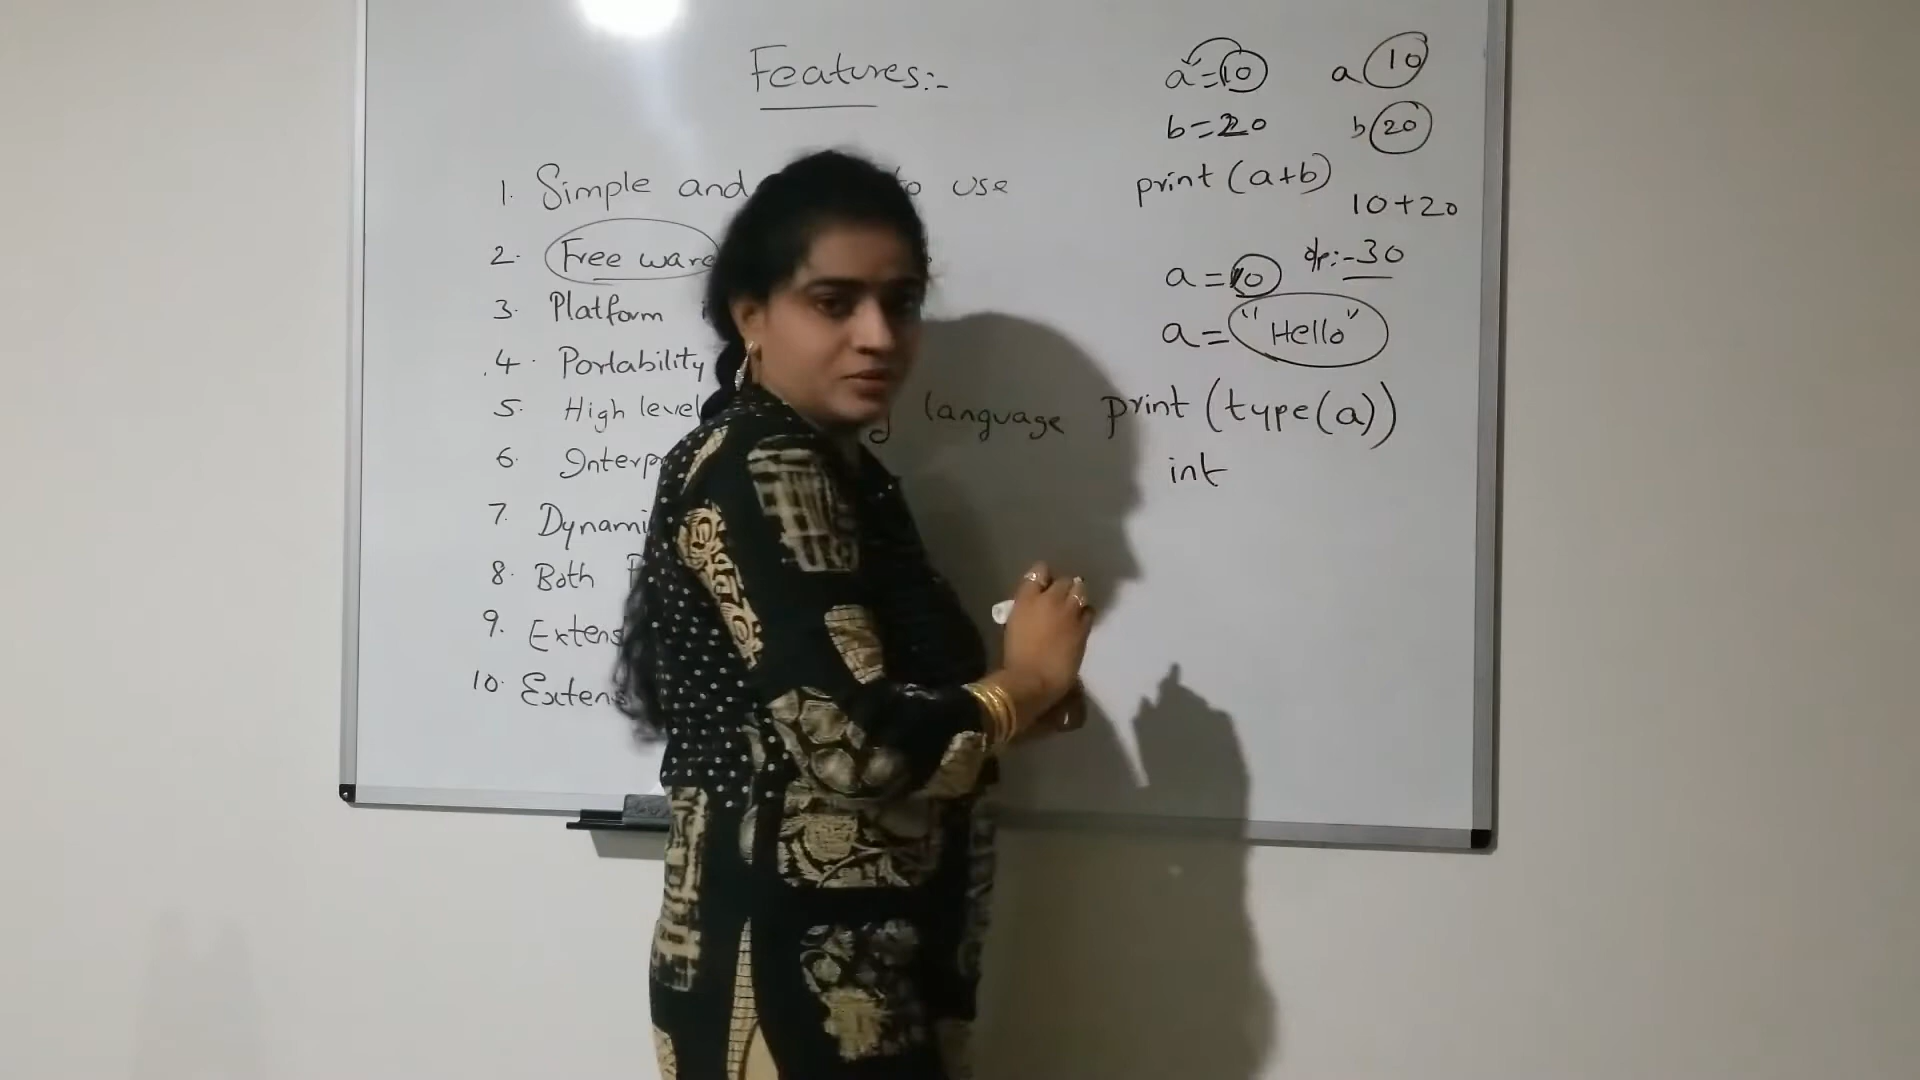 Features:-
1. Simple and to use
2. Free ware
3. Platform
4. Portability
5. High level language
6. Interp
7. Dynami
8. Both P
9. Extens
10. Extens
a=10 a 10
b=20 b 20
print (a+b)
10+20
o/p:-30
a=10
a="Hello"
print (type(a))
int